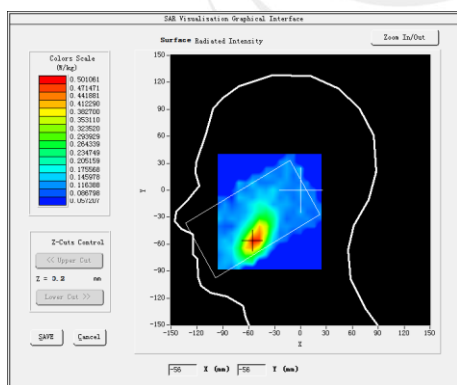 SAR Visualisation Graphical Interface
Surface Radiated Intensity
Zoom In/Out
Colors Scale
(W/kg)
0.501061
0.471471
0.441881
0.412290
0.382700
0.353110
0.323520
0.293929
0.264339
0.234749
0.205159
0.175568
0.145978
0.116388
0.086798
0.057207
Z-Cuts Control
<< Upper Cut
Z = 3.2 mm
Lower Cut >>
SAVE
Cancel
150
120
90
60
30
0
-30
-60
-90
-120
-150
Y
-150 -120 -90 -60 -30 0 30 60 90 120 150
X
-56 X (mm) -56 Y (mm)